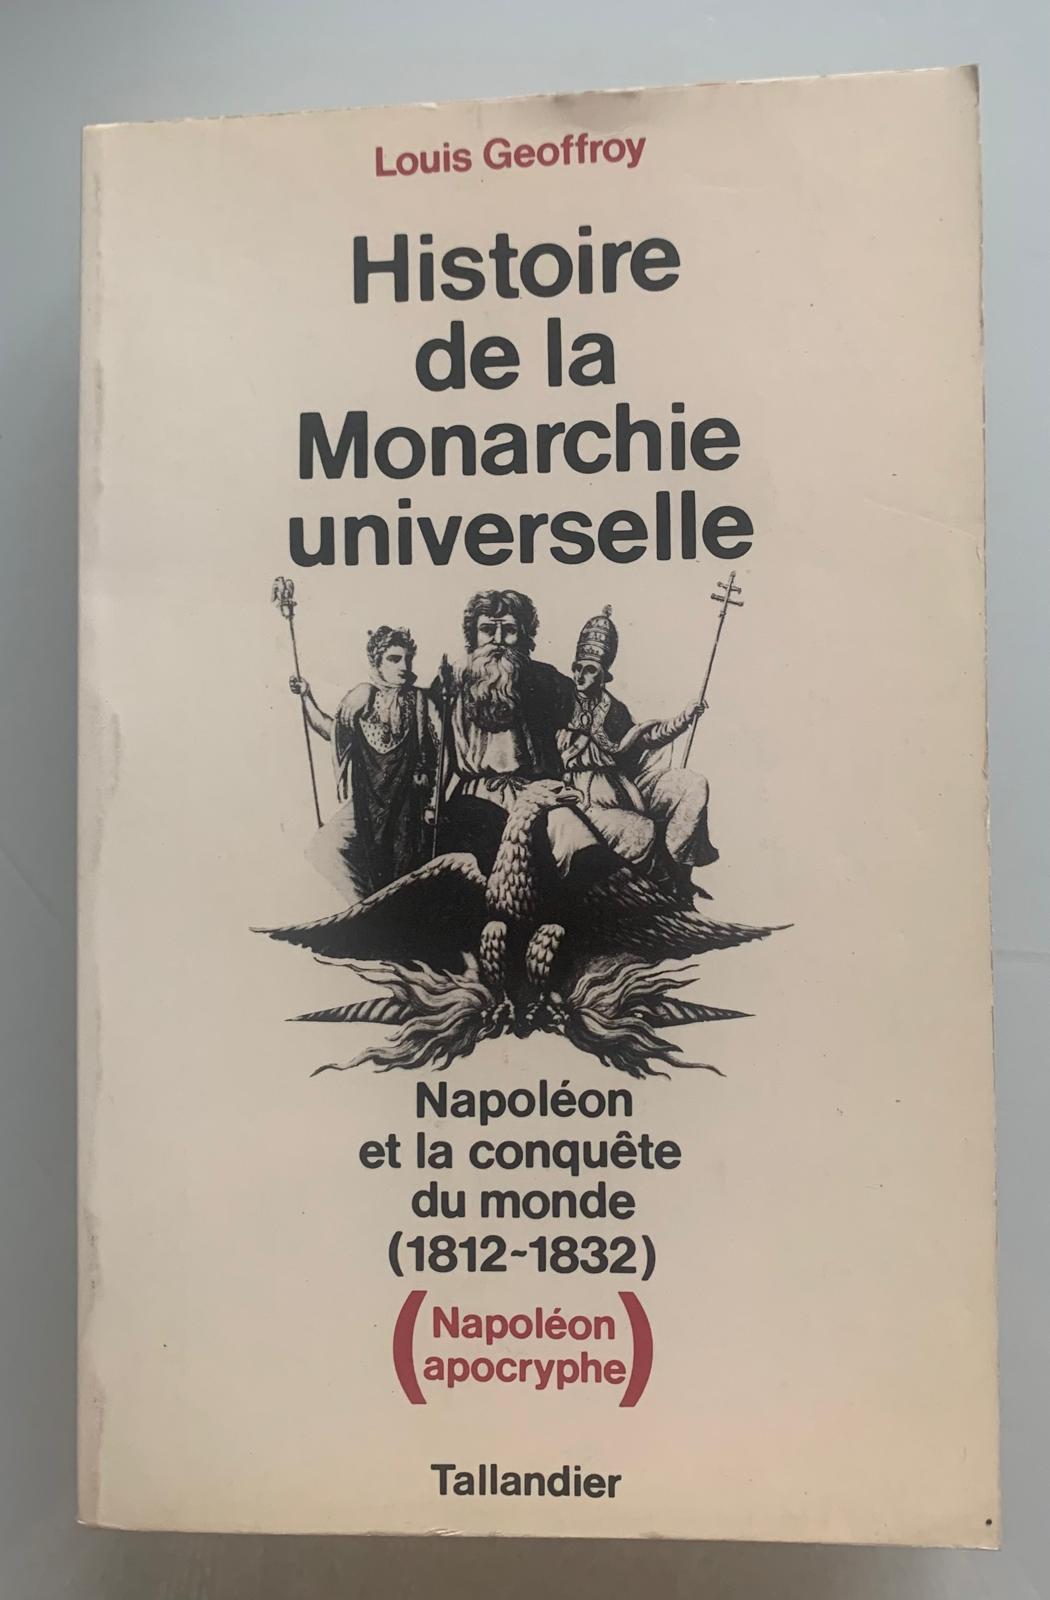 Louis Geoffroy
Histoire
de la
Monarchie
universelle
Napoléon
et la conquête
du monde
(1812~1832)
(Napoléon
apocryphe)
Tallandier